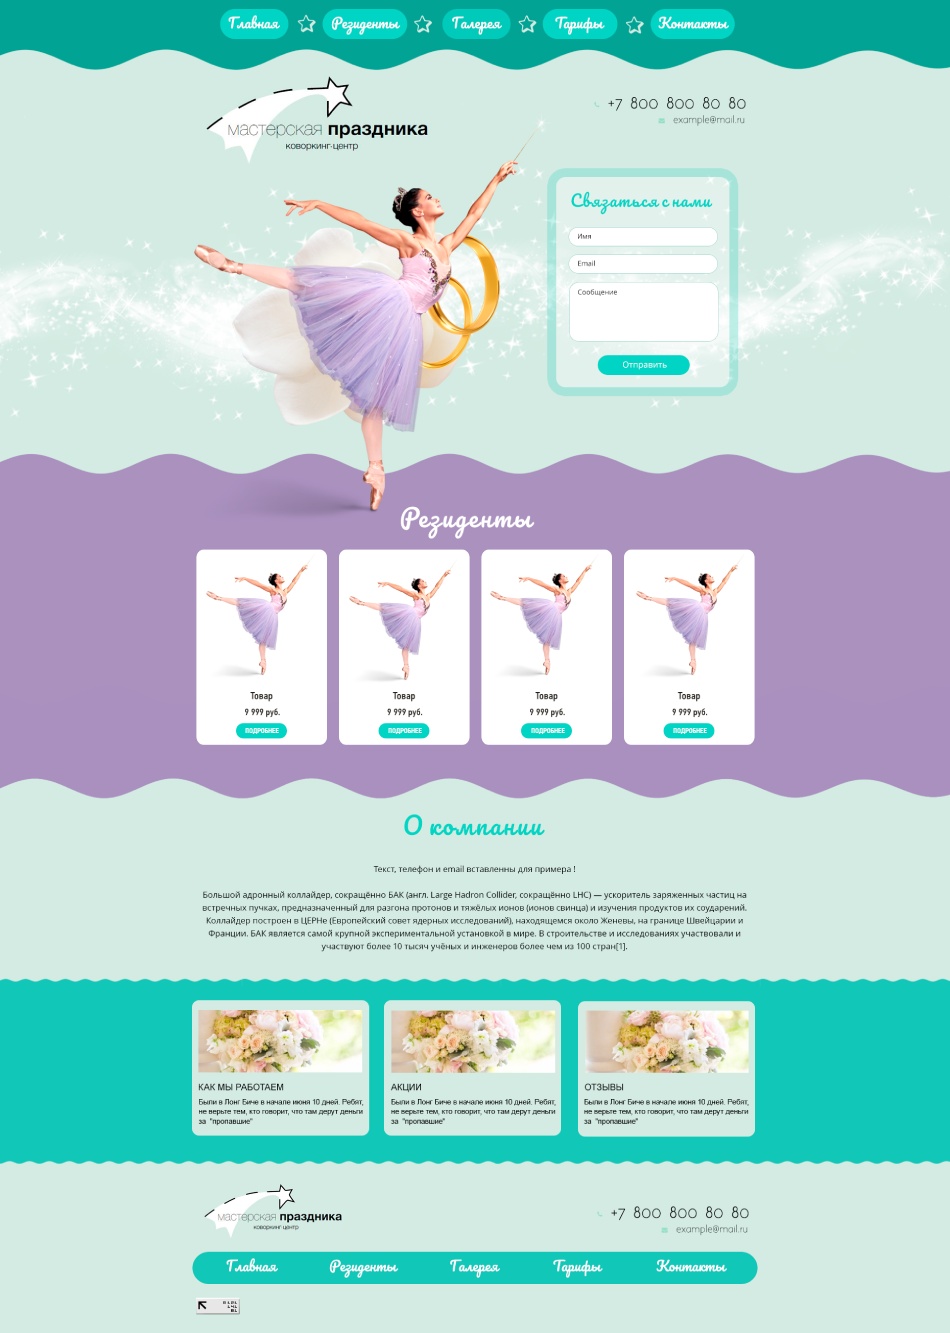 Главная Резиденты Галерея Тарифы Контакты
мастерская праздника
коворкинг-центр
+7 800 800 80 80
example@mail.ru
Связаться с нами
Имя
Email
Сообщение
Отправить
Резиденты
Товар Товар Товар Товар
9 999 руб. 9 999 руб. 9 999 руб. 9 999 руб.
ПОДРОБНЕЕ ПОДРОБНЕЕ ПОДРОБНЕЕ ПОДРОБНЕЕ
О компании
Текст, телефон и email вставленны для примера !
Большой адронный коллайдер, сокращённо БАК (англ. Large Hadron Collider, сокращённо LHC) — ускоритель заряженных частиц на
встречных пучках, предназначенный для разгона протонов и тяжёлых ионов (ионов свинца) и изучения продуктов их соударений.
Коллайдер построен в ЦЕРНе (Европейский совет ядерных исследований), находящемся около Женевы, на границе Швейцарии и
Франции. БАК является самой крупной экспериментальной установкой в мире. В строительстве и исследованиях участвовали и
участвуют более 10 тысяч учёных и инженеров более чем из 100 стран[1].
КАК МЫ РАБОТАЕМ
Были в Лонг Биче в начале июня 10 дней. Ребят,
не верьте тем, кто говорит, что там дерут деньги
за "пропавшие"
АКЦИИ
Были в Лонг Биче в начале июня 10 дней. Ребят,
не верьте тем, кто говорит, что там дерут деньги
за "пропавшие"
ОТЗЫВЫ
Были в Лонг Биче в начале июня 10 дней. Ребят,
не верьте тем, кто говорит, что там дерут деньги
за "пропавшие"
мастерская праздника
коворкинг центр
+7 800 800 80 80
example@mail.ru
Главная Резиденты Галерея Тарифы Контакты